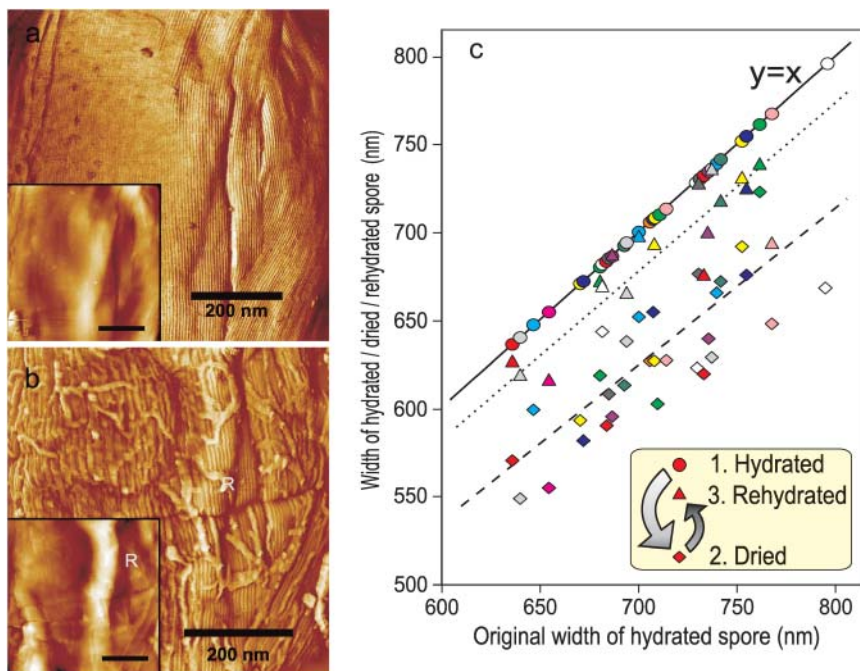 a
200 nm
b
R
R
200 nm
c
y=x
800
750
700
650
600
550
500
600
650
700
750
800
Width of hydrated / dried / rehydrated spore (nm)
Original width of hydrated spore (nm)
1. Hydrated
3. Rehydrated
2. Dried